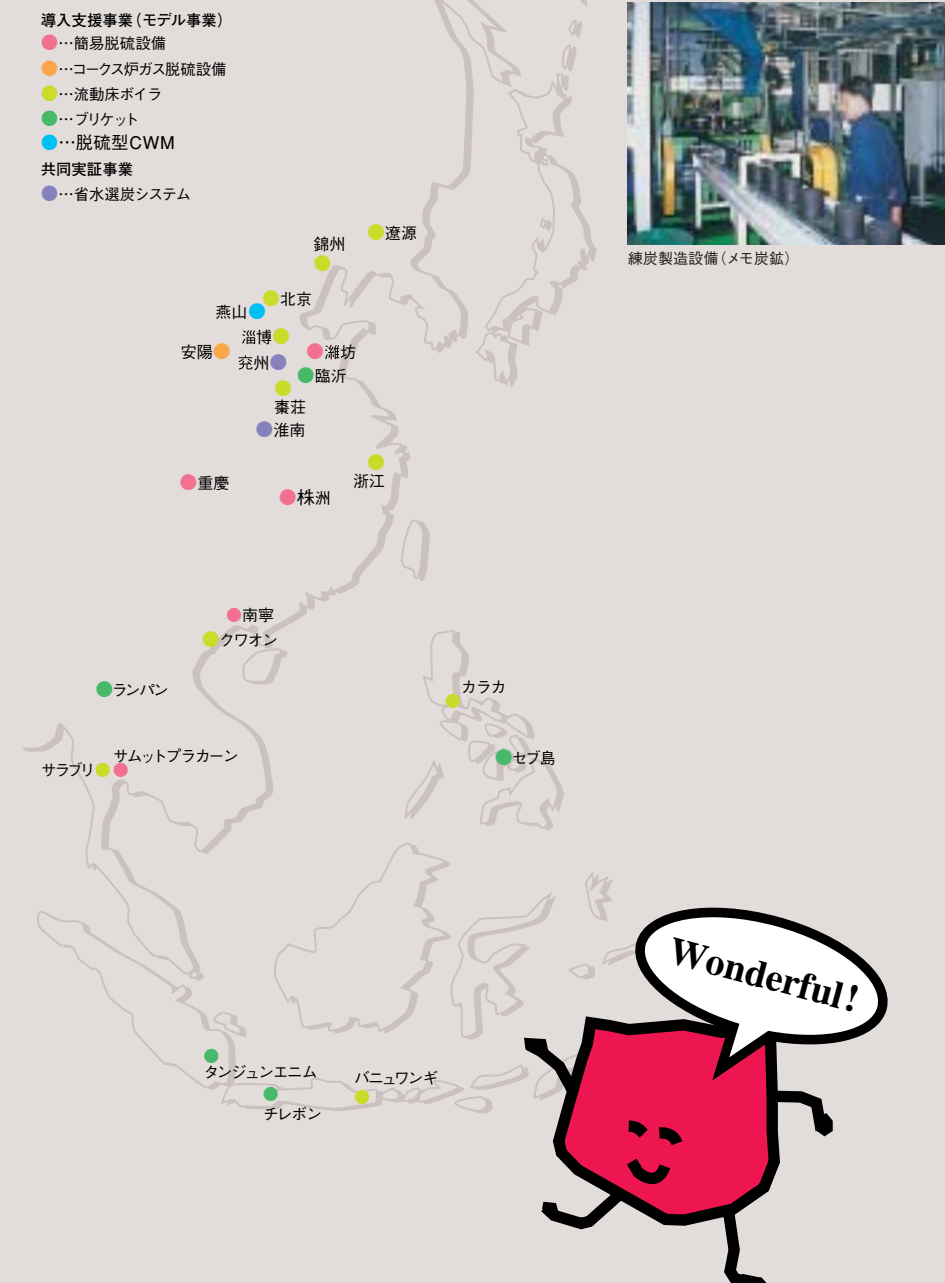 導入支援事業（モデル事業）
●…簡易脱硫設備
●…コークス炉ガス脱硫設備
●…流動床ボイラ
●…ブリケット
●…脱硫型CWM
共同実証事業
●…省水選炭システム
練炭製造設備（メモ炭鉱）
遼源
錦州
北京
燕山
淄博
安陽
濰坊
兗州
臨沂
棗荘
淮南
浙江
重慶
株洲
南寧
クワオン
ランパン
カラカ
サムットプラカーン
サラブリ
セブ島
Wonderful!
タンジュンエニム
バニュワンギ
チレボン